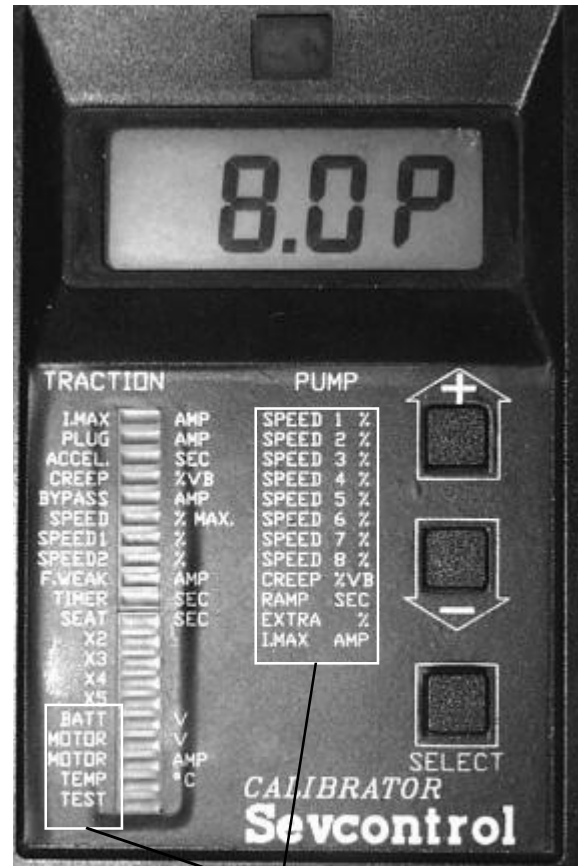 8.0P
TRACTION PUMP
+
I.MAX AMP SPEED 1 %
PLUG AMP SPEED 2 %
ACCEL. SEC SPEED 3 %
CREEP %VB SPEED 4 %
BYPASS AMP SPEED 5 %
SPEED % MAX. SPEED 6 %
SPEED1 % SPEED 7 %
SPEED2 % SPEED 8 %
F.WEAK AMP CREEP %VB
TIMER SEC RAMP SEC
SEAT SEC EXTRA %
X2 I.MAX AMP
X3
X4
X5
BATT V
MOTOR V
MOTOR AMP
TEMP °C
TEST
−
SELECT
CALIBRATOR
Sevcontrol